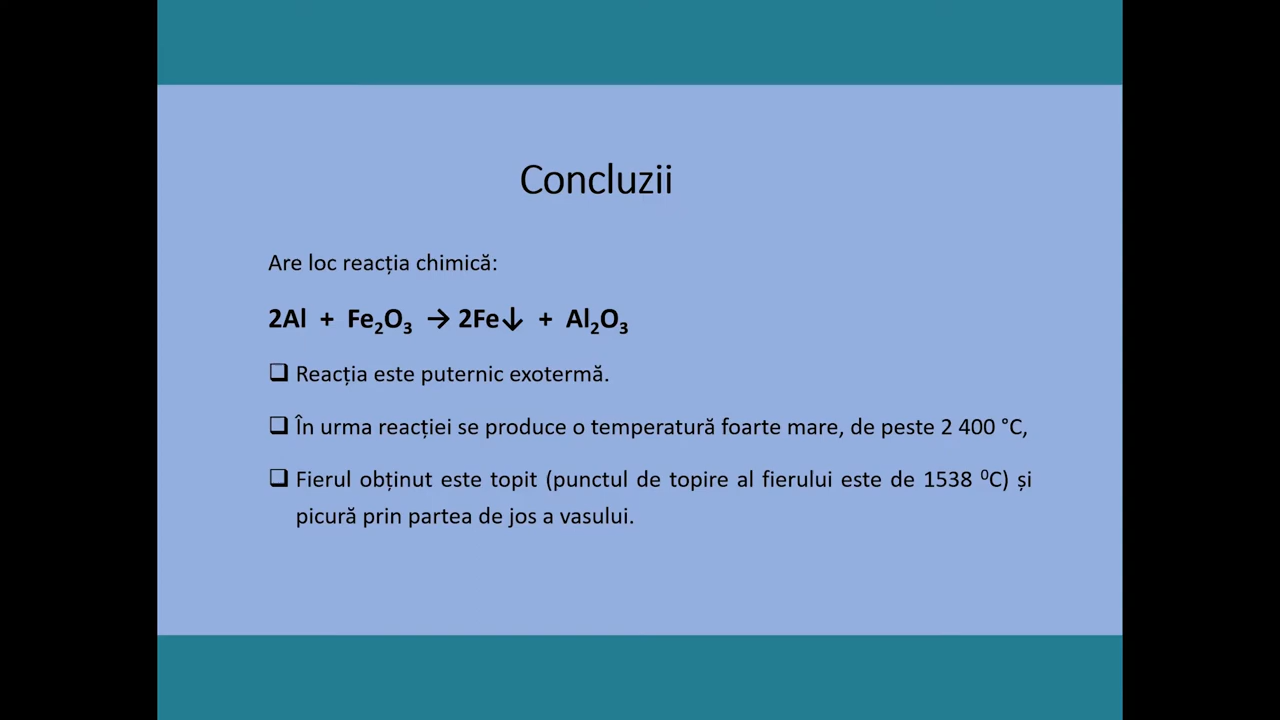 Concluzii
Are loc reacția chimică:
2Al + Fe₂O₃ → 2Fe↓ + Al₂O₃
❑ Reacția este puternic exotermă.
❑ În urma reacției se produce o temperatură foarte mare, de peste 2 400 °C,
❑ Fierul obținut este topit (punctul de topire al fierului este de 1538 ⁰C) și
picură prin partea de jos a vasului.